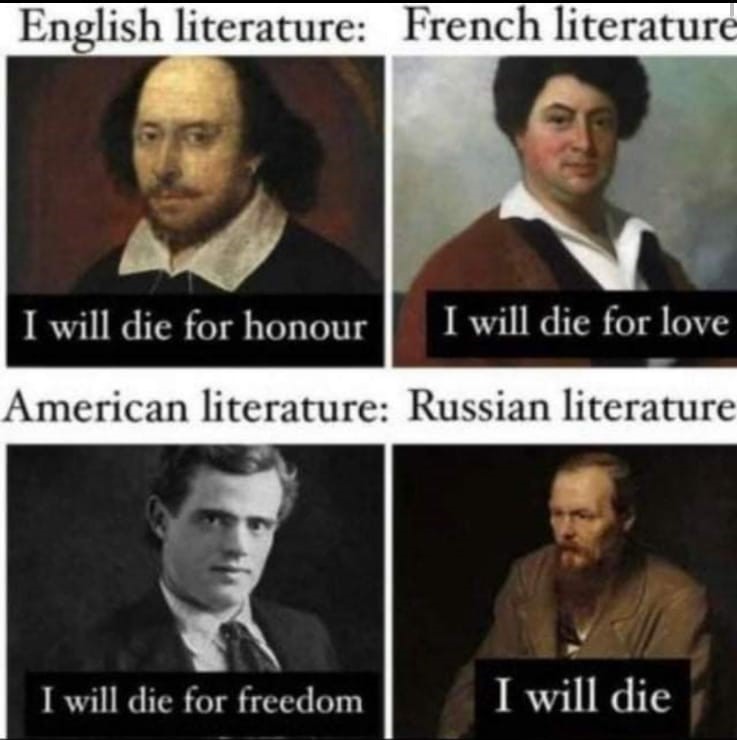 English literature:
French literature
I will die for honour
I will die for love
American literature:
Russian literature
I will die for freedom
I will die